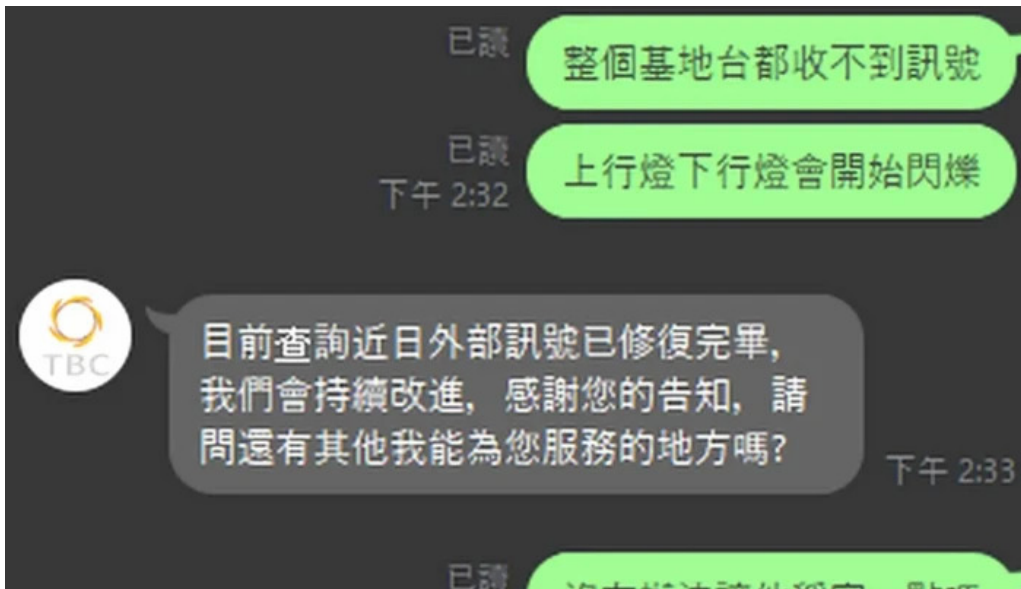 已讀
整個基地台都收不到訊號
已讀
下午 2:32
上行燈下行燈會開始閃爍
TBC
目前查詢近日外部訊號已修復完畢，
我們會持續改進，感謝您的告知，請
問還有其他我能為您服務的地方嗎?
下午 2:33
已讀